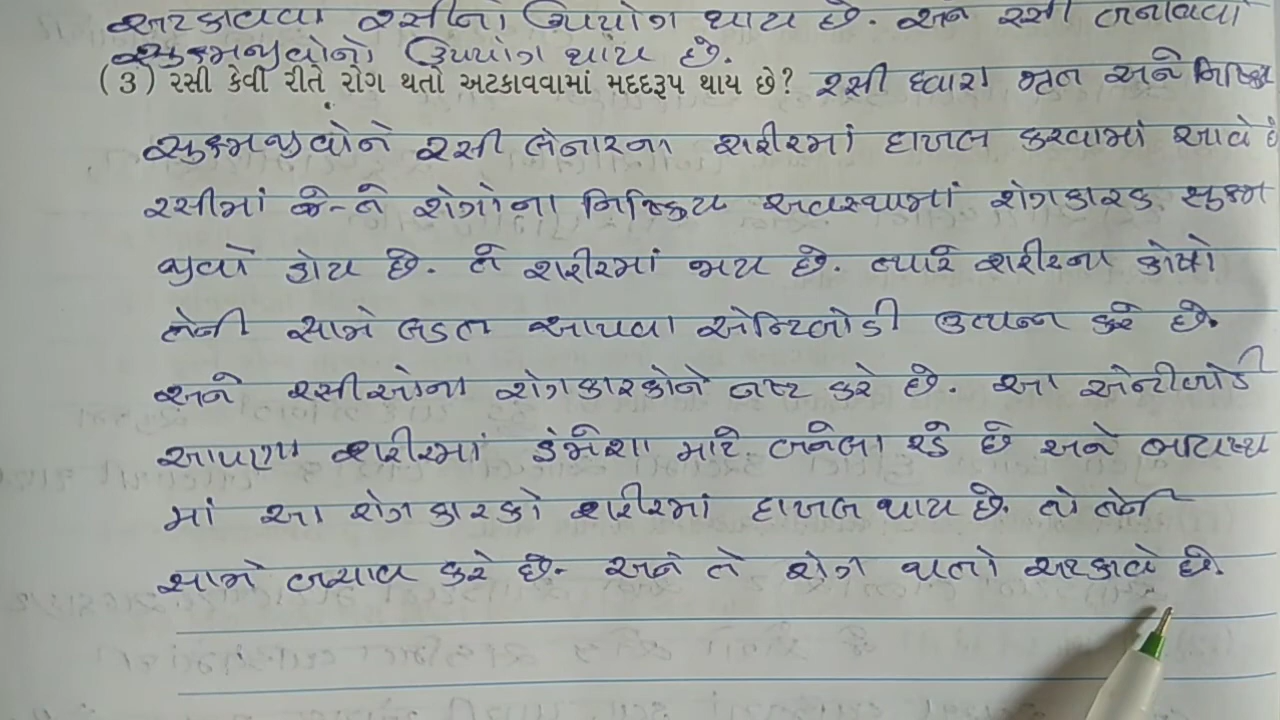 અટકાવવા રસીનો ઉપયોગ થાય છે. અને રસી બનાવવા
સુક્ષ્મજીવોનો ઉપયોગ થાય છે.
(3) રસી કેવી રીતે રોગ થતો અટકાવવામાં મદદરૂપ થાય છે? રસી ધ્વારા મૃત અને નિષ્ક્રિય
સુક્ષ્મજીવોને રસી લેનારના શરીરમાં દાખલ કરવામાં આવે છે
રસીમાં જે-તે રોગોના નિષ્ક્રિય અવસ્થામાં રોગકારક સુક્ષ્મ
જીવો હોય છે. તે શરીરમાં જાય છે. ત્યારે શરીરના કોષો
તેની સામે લડત આપવા એન્ટિબોડી ઉત્પન્ન કરે છે.
અને રસીઓના રોગકારકોને નષ્ટ કરે છે. આ એન્ટીબોડી
આપણા શરીરમાં હંમેશા માટે બનેલા રહે છે અને ભવિષ્ય
માં આ રોગકારકો શરીરમાં દાખલ થાય છે. તો તેની
સામે બચાવ કરે છે. અને તે રોગ થતો અટકાવે છે.